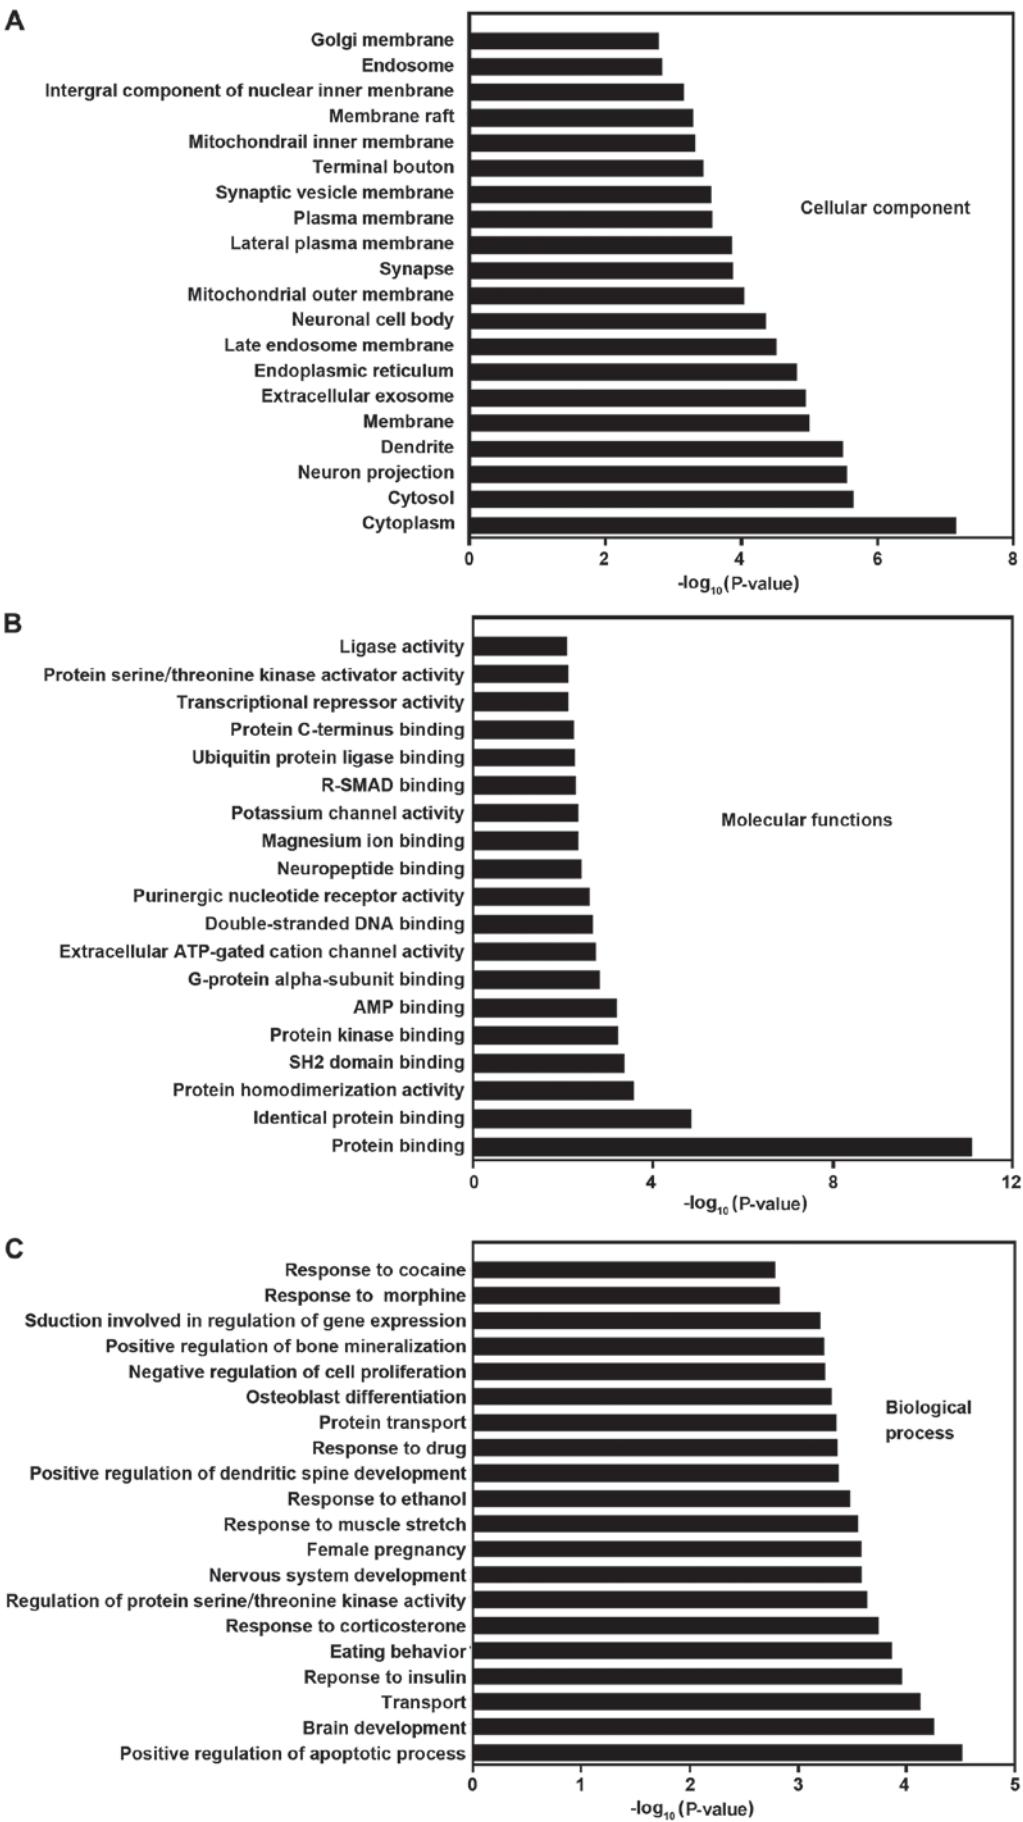 A
Golgi membrane
Endosome
Intergral component of nuclear inner menbrane
Membrane raft
Mitochondrail inner membrane
Terminal bouton
Synaptic vesicle membrane
Plasma membrane
Lateral plasma membrane
Synapse
Mitochondrial outer membrane
Neuronal cell body
Late endosome membrane
Endoplasmic reticulum
Extracellular exosome
Membrane
Dendrite
Neuron projection
Cytosol
Cytoplasm
Cellular component
0 2 4 6 8
-log10(P-value)
B
Ligase activity
Protein serine/threonine kinase activator activity
Transcriptional repressor activity
Protein C-terminus binding
Ubiquitin protein ligase binding
R-SMAD binding
Potassium channel activity
Magnesium ion binding
Neuropeptide binding
Purinergic nucleotide receptor activity
Double-stranded DNA binding
Extracellular ATP-gated cation channel activity
G-protein alpha-subunit binding
AMP binding
Protein kinase binding
SH2 domain binding
Protein homodimerization activity
Identical protein binding
Protein binding
Molecular functions
0 4 8 12
-log10 (P-value)
C
Response to cocaine
Response to morphine
Sduction involved in regulation of gene expression
Positive regulation of bone mineralization
Negative regulation of cell proliferation
Osteoblast differentiation
Protein transport
Response to drug
Positive regulation of dendritic spine development
Response to ethanol
Response to muscle stretch
Female pregnancy
Nervous system development
Regulation of protein serine/threonine kinase activity
Response to corticosterone
Eating behavior
Reponse to insulin
Transport
Brain development
Positive regulation of apoptotic process
Biological
process
0 1 2 3 4 5
-log10 (P-value)